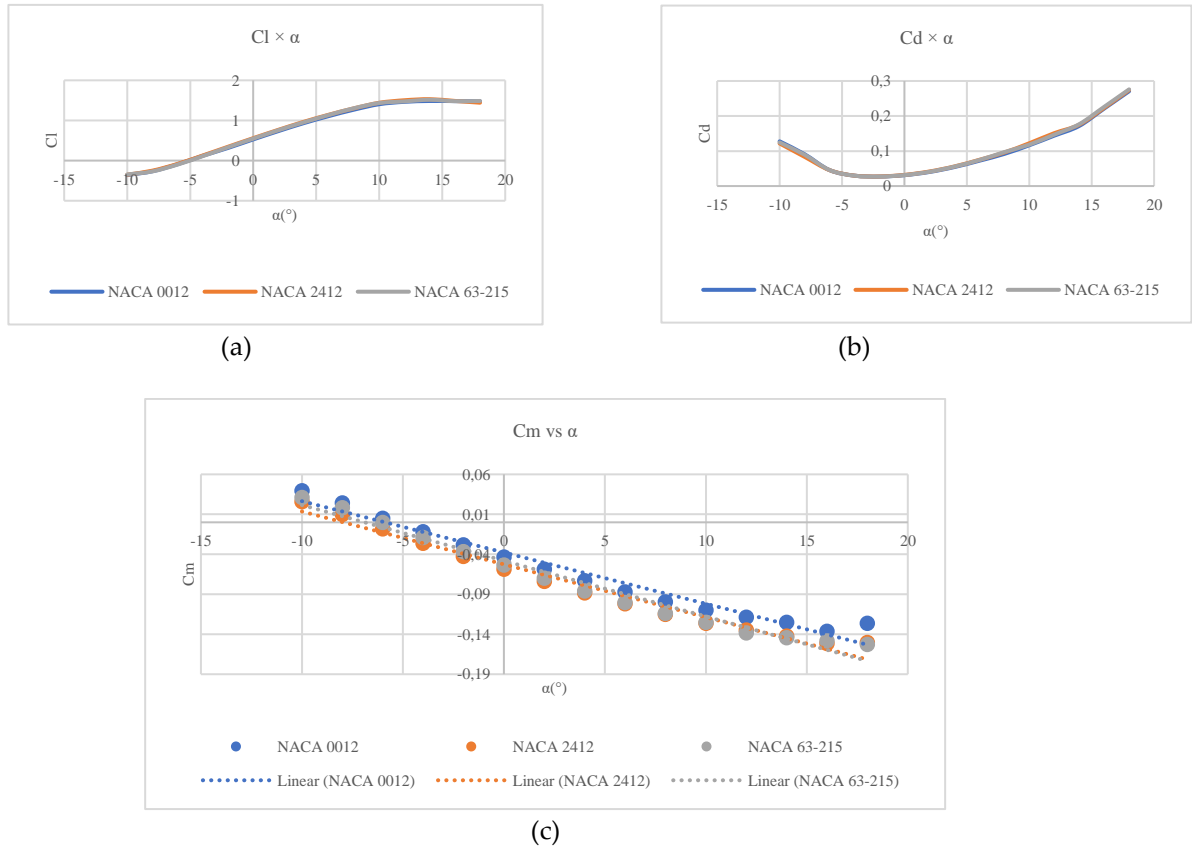 Cl × α
2
1
0
-1
-15 -10 -5 0 5 10 15 20
Cl
α(°)
NACA 0012 NACA 2412 NACA 63-215
(a)
Cd × α
0,3
0,2
0,1
0
-15 -10 -5 0 5 10 15 20
Cd
α(°)
NACA 0012 NACA 2412 NACA 63-215
(b)
Cm vs α
0,06
0,01
-0,04
-0,09
-0,14
-0,19
-15 -10 -5 0 5 10 15 20
Cm
α(°)
NACA 0012 NACA 2412 NACA 63-215
Linear (NACA 0012) Linear (NACA 2412) Linear (NACA 63-215)
(c)